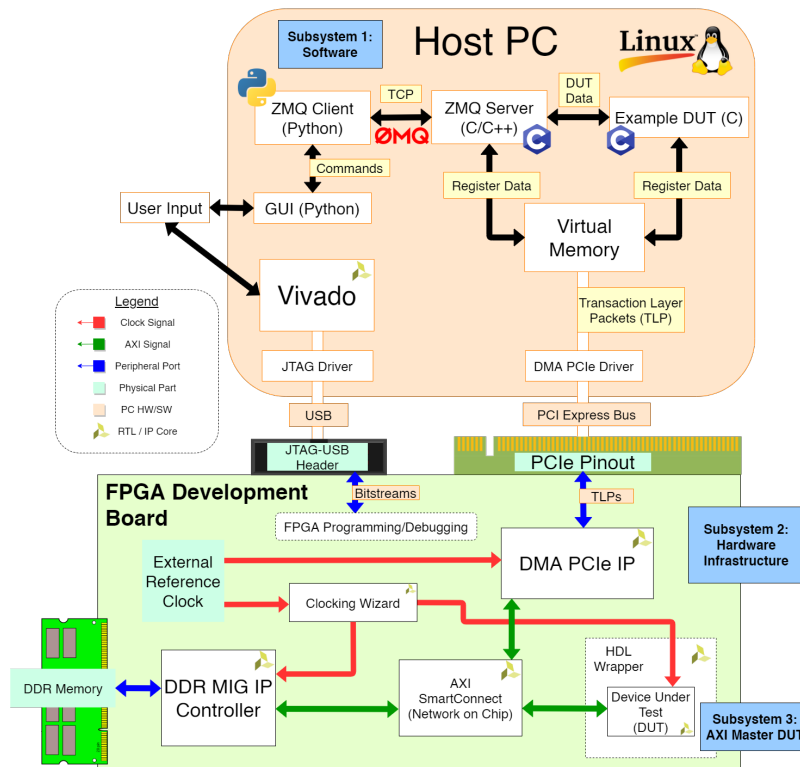 Subsystem 1:
Software
Host PC
Linux
ZMQ Client
(Python)
TCP
ØMQ
ZMQ Server
(C/C++)
C
DUT
Data
Example DUT (C)
C
Commands
Register Data
Register Data
User Input
GUI (Python)
Virtual
Memory
Vivado
Transaction Layer
Packets (TLP)
Legend
Clock Signal
AXI Signal
Peripheral Port
Physical Part
PC HW/SW
RTL / IP Core
JTAG Driver
DMA PCIe Driver
USB
PCI Express Bus
JTAG-USB
Header
PCIe Pinout
FPGA Development
Board
Bitstreams
TLPs
FPGA Programming/Debugging
Subsystem 2:
Hardware
Infrastructure
External
Reference
Clock
DMA PCIe IP
Clocking Wizard
HDL
Wrapper
DDR Memory
DDR MIG IP
Controller
AXI
SmartConnect
(Network on Chip)
Device Under
Test
(DUT)
Subsystem 3:
AXI Master DUT